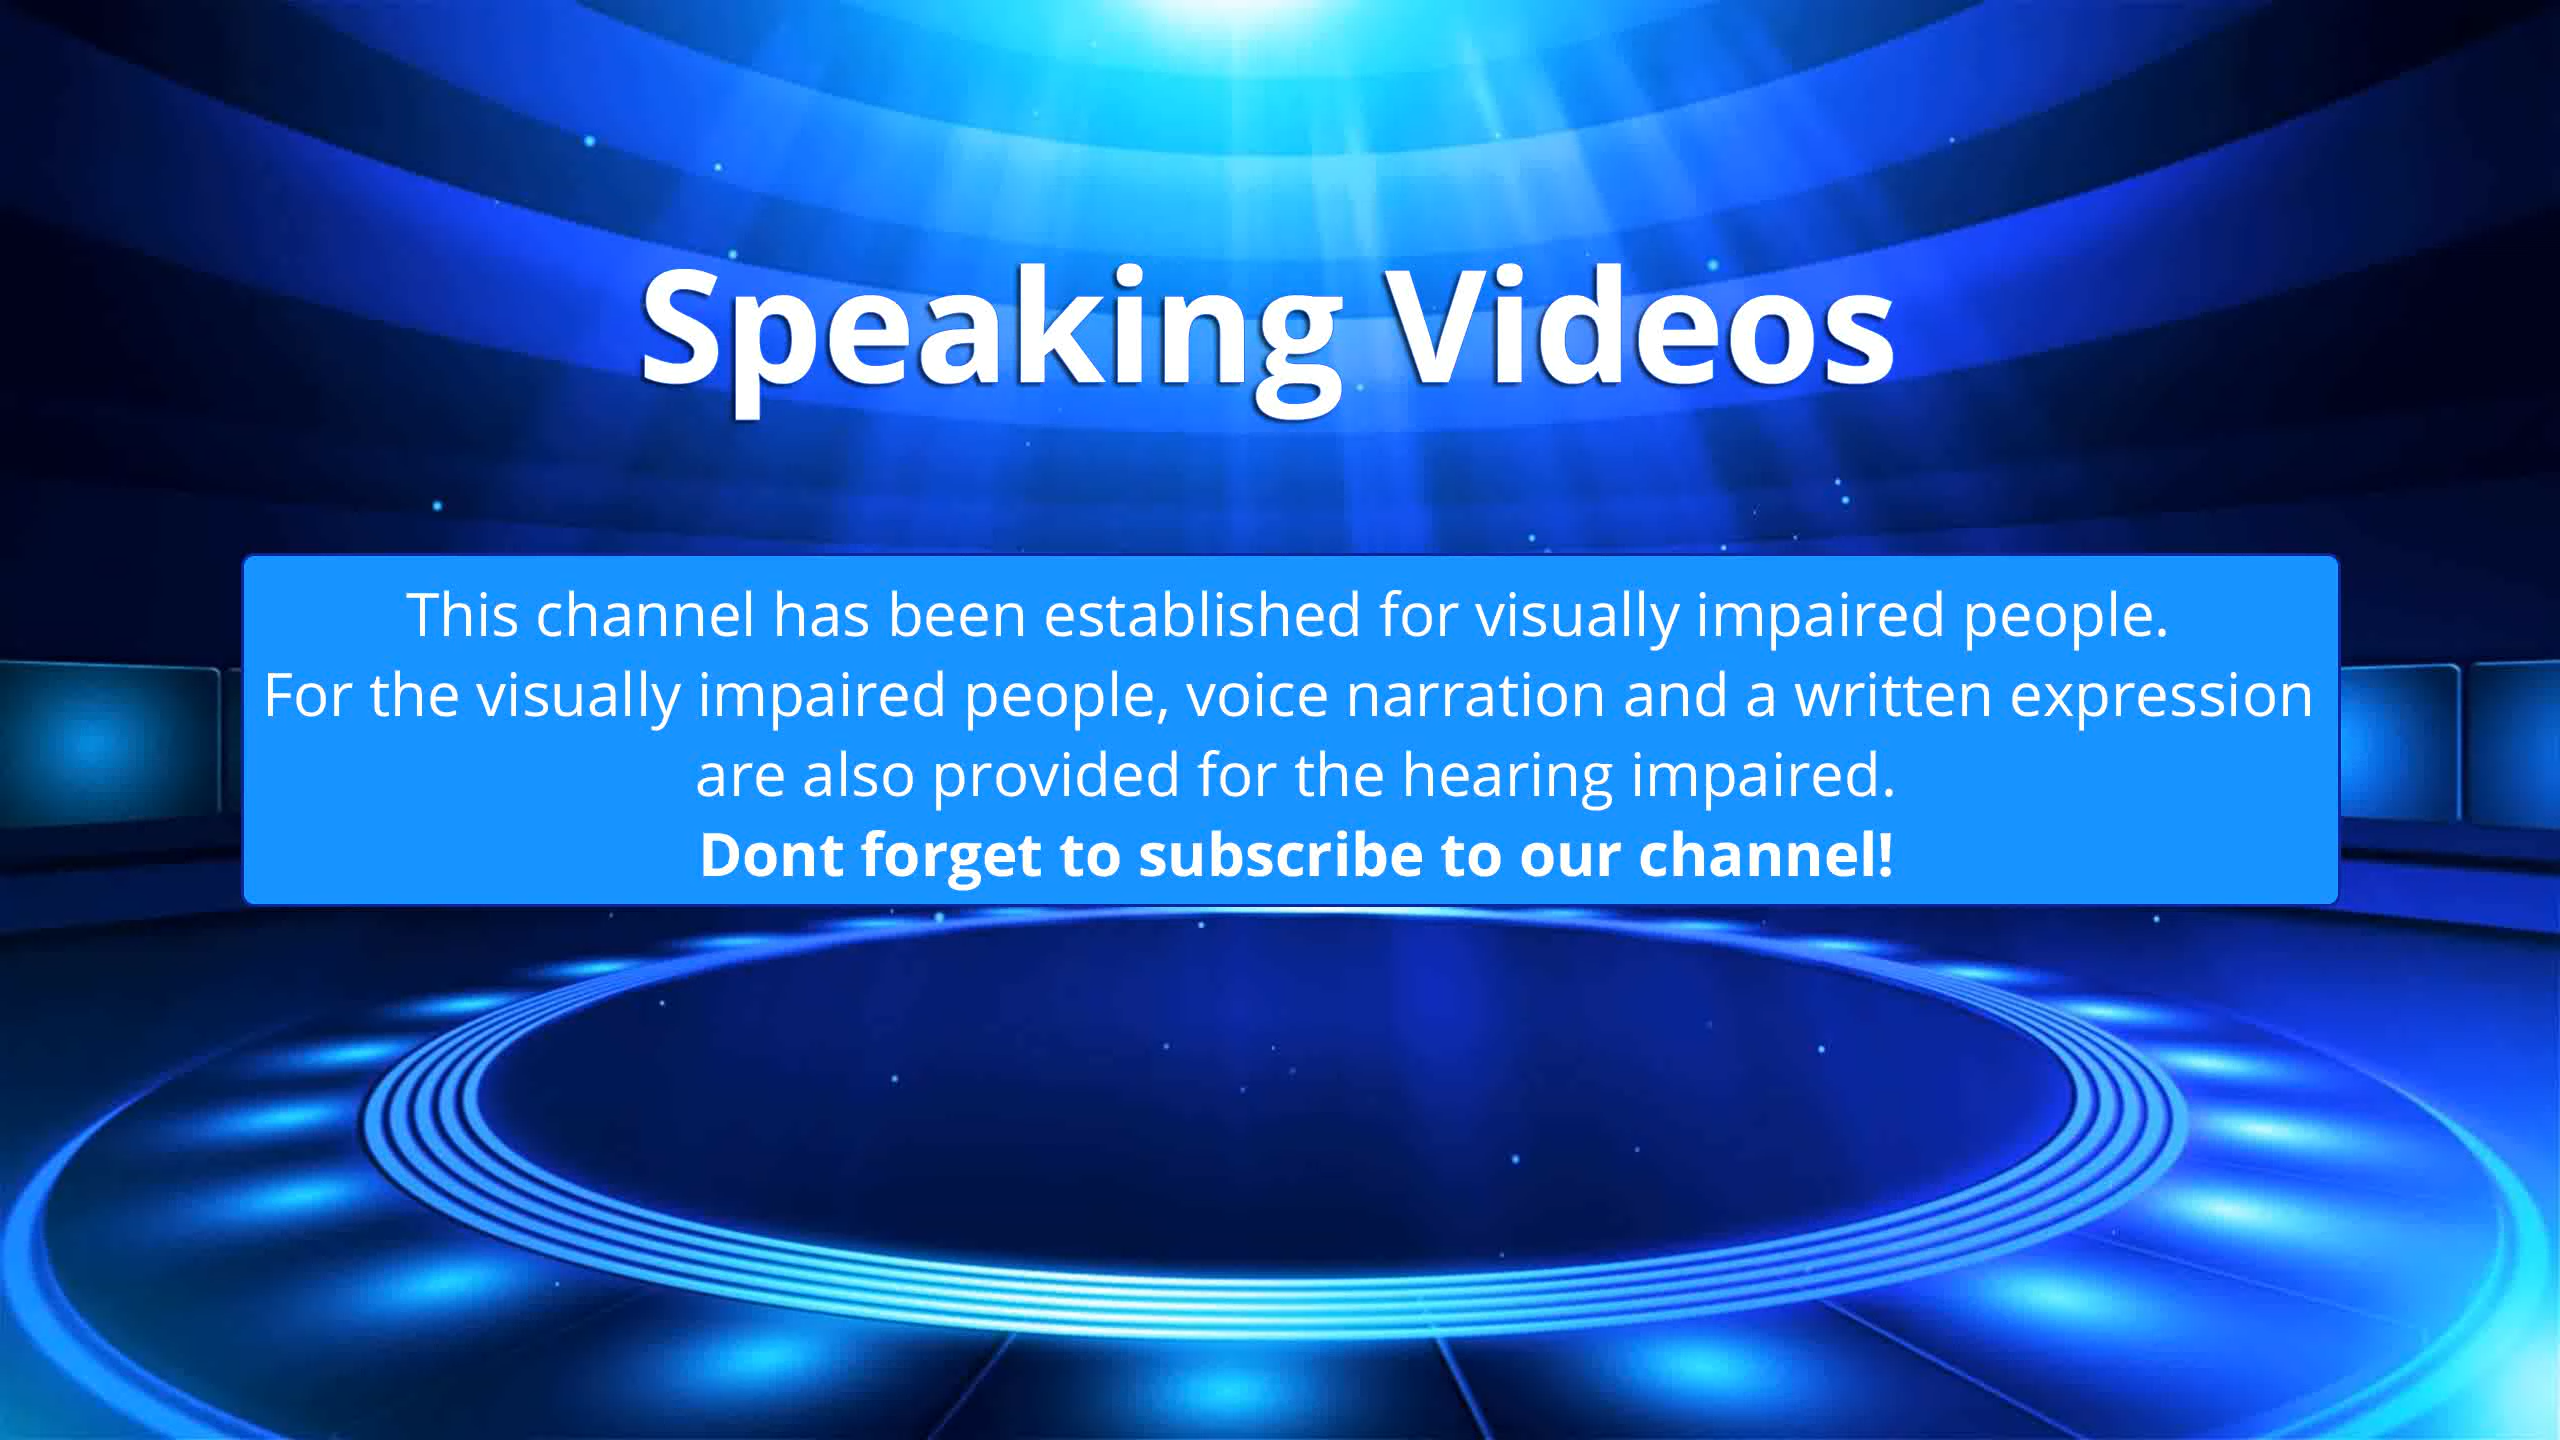 Speaking Videos
This channel has been established for visually impaired people.
For the visually impaired people, voice narration and a written expression
are also provided for the hearing impaired.
Dont forget to subscribe to our channel!